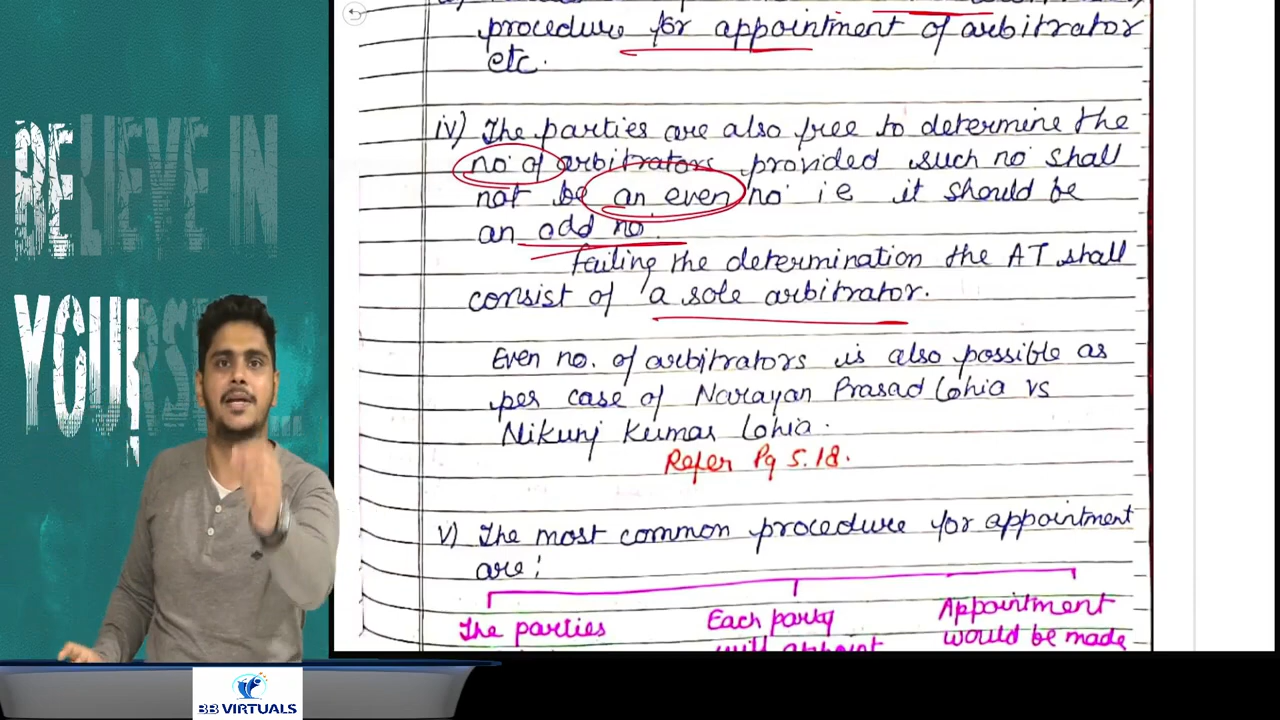 procedure for appointment of arbitrator
etc.
iv) The parties are also free to determine the
no. of arbitrators provided such no shall
not be an even no. i e it should be
an odd no.
Failing the determination the AT shall
consist of a sole arbitrator.
Even no. of arbitrators is also possible as
per case of Narayan Prasad Lohia vs
Nikunj Kumar Lohia.
Refer Pg 5.18.
v) The most common procedure for appointment
are:
The parties
Each party
will appoint
Appointment
would be made
BELIEVE IN
YOURSE
BB VIRTUALS